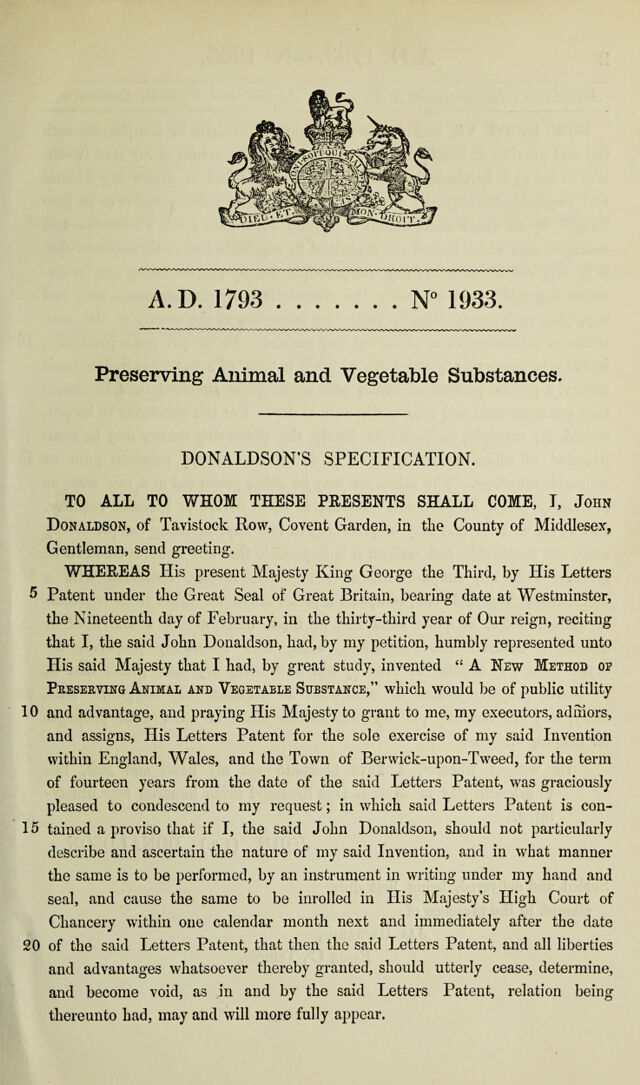 HONI SOIT QUI MAL Y PENSE
DIEU · ET · MON · DROIT
A.D. 1793 . . . . . . . Nº 1933.
Preserving Animal and Vegetable Substances.
DONALDSON'S SPECIFICATION.
TO ALL TO WHOM THESE PRESENTS SHALL COME, I, JOHN
DONALDSON, of Tavistock Row, Covent Garden, in the County of Middlesex,
Gentleman, send greeting.
WHEREAS His present Majesty King George the Third, by His Letters
5 Patent under the Great Seal of Great Britain, bearing date at Westminster,
the Nineteenth day of February, in the thirty-third year of Our reign, reciting
that I, the said John Donaldson, had, by my petition, humbly represented unto
His said Majesty that I had, by great study, invented “ A NEW METHOD OF
PRESERVING ANIMAL AND VEGETABLE SUBSTANCE,” which would be of public utility
10 and advantage, and praying His Majesty to grant to me, my executors, admiors,
and assigns, His Letters Patent for the sole exercise of my said Invention
within England, Wales, and the Town of Berwick-upon-Tweed, for the term
of fourteen years from the date of the said Letters Patent, was graciously
pleased to condescend to my request; in which said Letters Patent is con-
15 tained a proviso that if I, the said John Donaldson, should not particularly
describe and ascertain the nature of my said Invention, and in what manner
the same is to be performed, by an instrument in writing under my hand and
seal, and cause the same to be inrolled in His Majesty's High Court of
Chancery within one calendar month next and immediately after the date
20 of the said Letters Patent, that then the said Letters Patent, and all liberties
and advantages whatsoever thereby granted, should utterly cease, determine,
and become void, as in and by the said Letters Patent, relation being
thereunto had, may and will more fully appear.